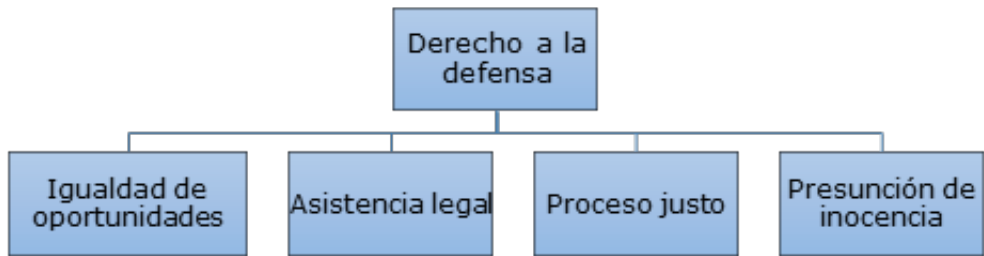 Derecho a la
defensa
Igualdad de
oportunidades
Asistencia legal
Proceso justo
Presunción de
inocencia